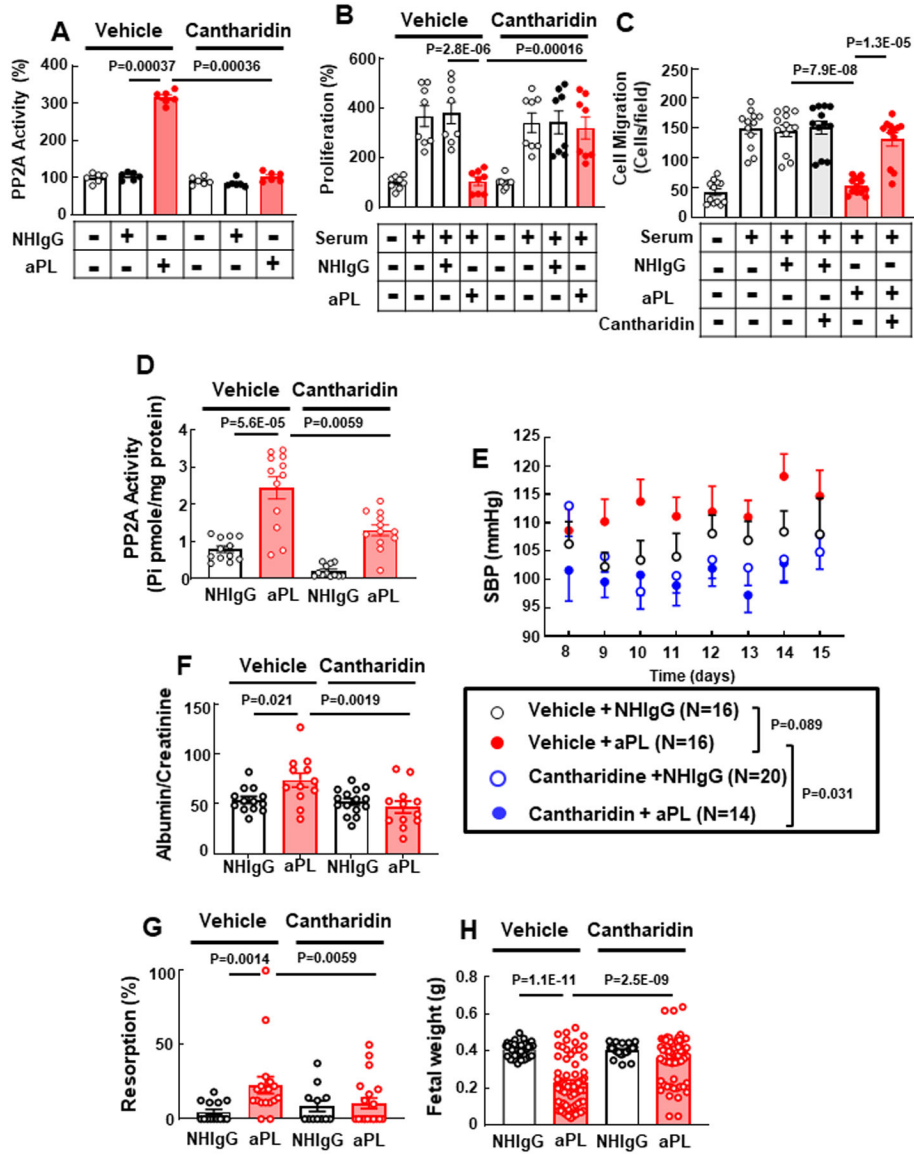 A
Vehicle Cantharidin
P=0.00037 P=0.00036
PP2A Activity (%)
400
300
200
100
0
NHIgG - + - - + -
aPL - - + - - +
B
Vehicle Cantharidin
P=2.8E-06 P=0.00016
Proliferation (%)
600
400
200
0
Serum - + + + - + + +
NHIgG - - + - - - + -
aPL - - - + - - - +
C
P=1.3E-05
P=7.9E-08
Cell Migration
(Cells/field)
250
200
150
100
50
0
Serum - + + + + +
NHIgG - - + + - -
aPL - - - - + +
Cantharidin - - - + - +
D
Vehicle Cantharidin
P=5.6E-05 P=0.0059
PP2A Activity
(Pi pmole/mg protein)
4
3
2
1
0
NHIgG aPL NHIgG aPL
E
SBP (mmHg)
125
120
115
110
105
100
95
90
8 9 10 11 12 13 14 15
Time (days)
Vehicle + NHIgG (N=16)
Vehicle + aPL (N=16)
Cantharidine +NHIgG (N=20)
Cantharidin + aPL (N=14)
P=0.089
P=0.031
F
Vehicle Cantharidin
P=0.021 P=0.0019
Albumin/Creatinine
150
100
50
0
NHIgG aPL NHIgG aPL
G
Vehicle Cantharidin
P=0.0014 P=0.0059
Resorption (%)
100
50
0
NHIgG aPL NHIgG aPL
H
Vehicle Cantharidin
P=1.1E-11 P=2.5E-09
Fetal weight (g)
0.8
0.6
0.4
0.2
0
NHIgG aPL NHIgG aPL